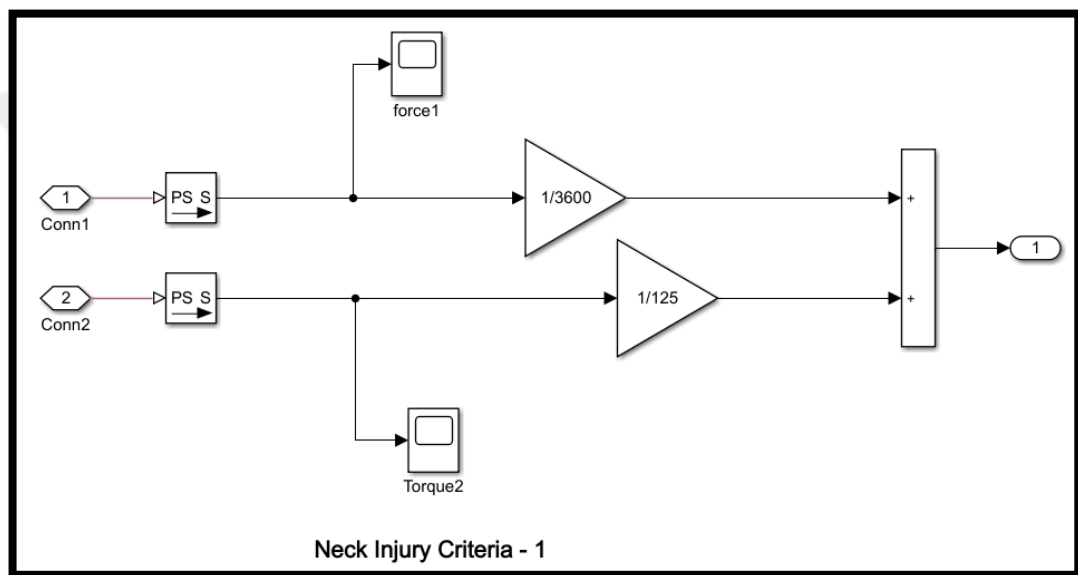 force1
1
PS S
1/3600
+
Conn1
1
2
PS S
1/125
+
Conn2
Torque2
Neck Injury Criteria - 1